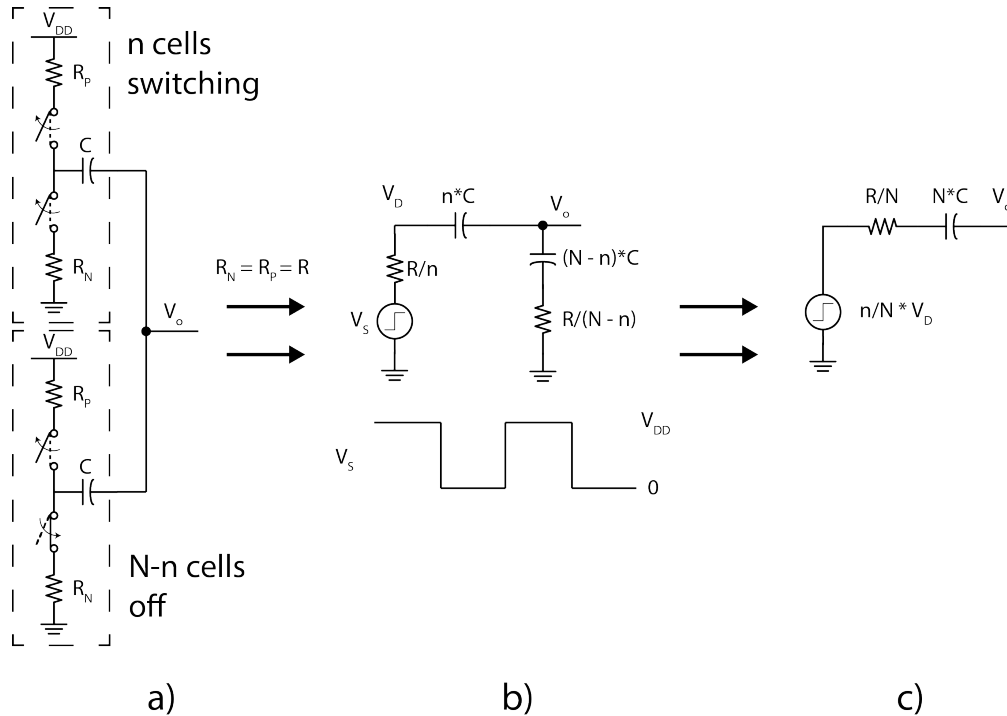 V_DD
n cells
switching
R_P
C
R_N
V_DD
R_P
C
R_N
N-n cells
off
V_o
R_N = R_P = R
V_D
n*C
V_o
R/n
(N - n)*C
V_S
R/(N - n)
V_S
V_DD
0
R/N
N*C
V_o
n/N * V_D
a)
b)
c)